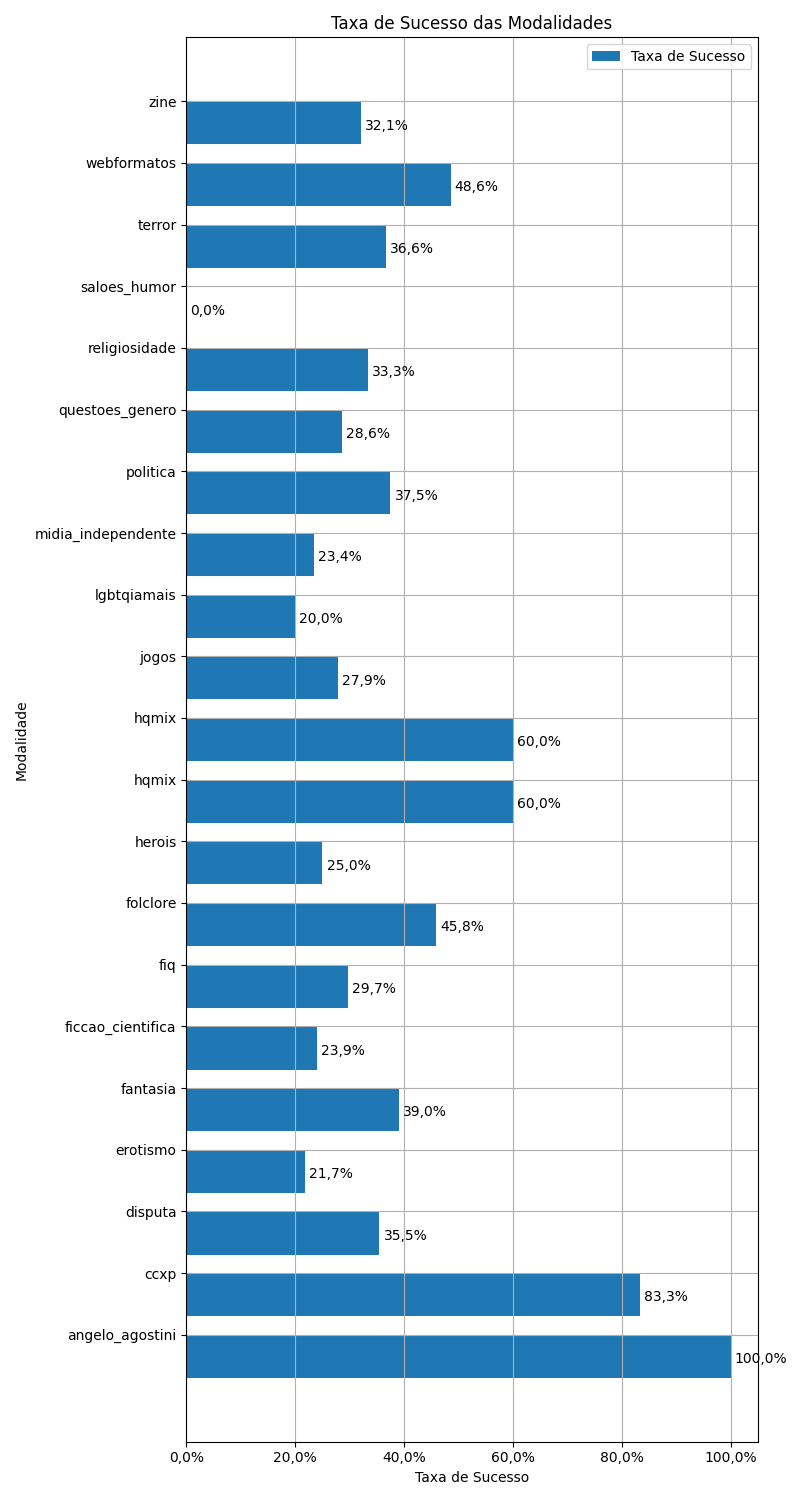 Taxa de Sucesso das Modalidades
Taxa de Sucesso
zine
32,1%
webformatos
48,6%
terror
36,6%
saloes_humor
0,0%
religiosidade
33,3%
questoes_genero
28,6%
politica
37,5%
midia_independente
23,4%
lgbtqiamais
20,0%
jogos
27,9%
hqmix
60,0%
hqmix
60,0%
herois
25,0%
folclore
45,8%
fiq
29,7%
ficcao_cientifica
23,9%
fantasia
39,0%
erotismo
21,7%
disputa
35,5%
ccxp
83,3%
angelo_agostini
100,0%
Modalidade
0,0% 20,0% 40,0% 60,0% 80,0% 100,0%
Taxa de Sucesso